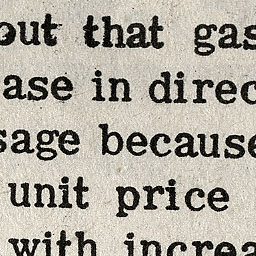 out that gas
ase in direc
sage because
unit price
with increa